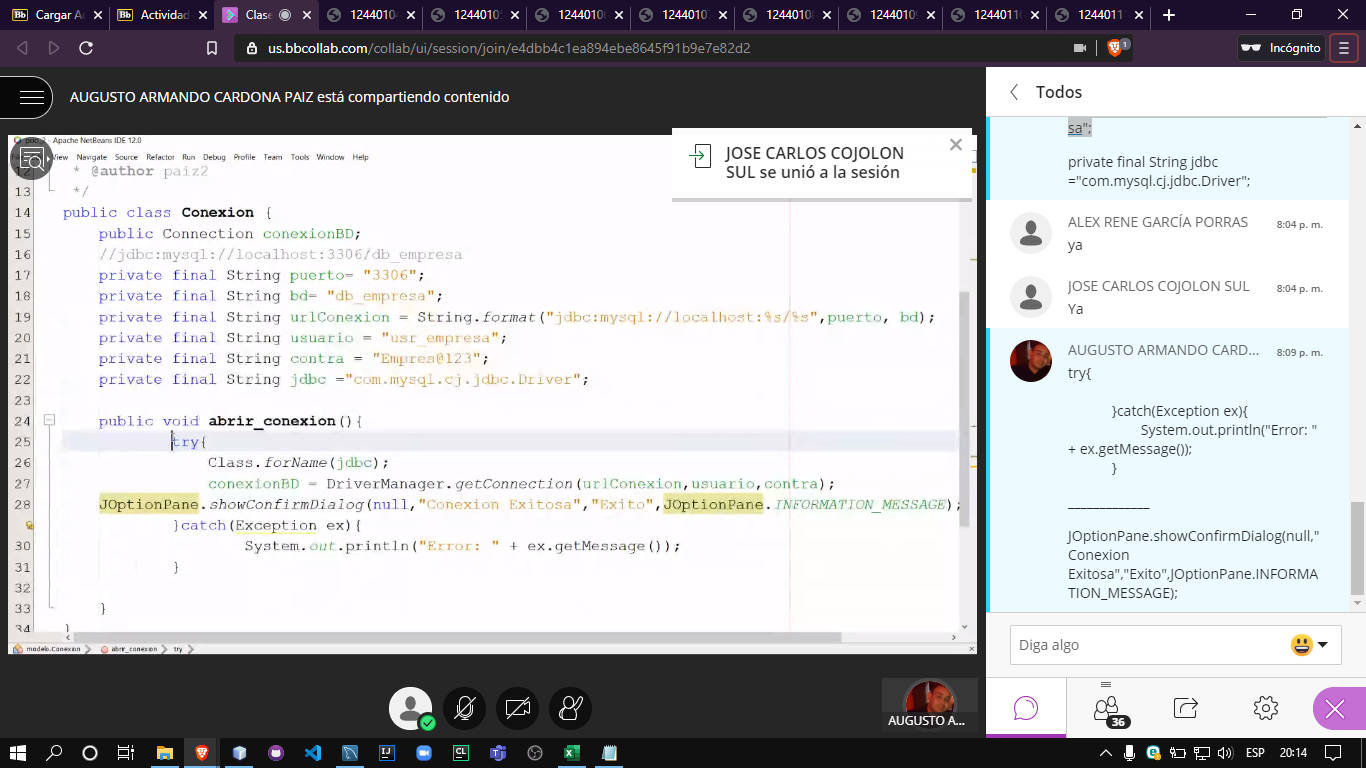 Cargar Ac
Actividad
Clase
12440104
12440105
12440106
12440107
12440108
12440109
12440110
12440111
us.bbcollab.com/collab/ui/session/join/e4dbb4c1ea894ebe8645f91b9e7e82d2
1
Incógnito
AUGUSTO ARMANDO CARDONA PAIZ está compartiendo contenido
Apache NetBeans IDE 12.0
View Navigate Source Refactor Run Debug Profile Team Tools Window Help
JOSE CARLOS COJOLON
SUL se unió a la sesión
12 * @author paiz2
13 */
14 public class Conexion {
15 public Connection conexionBD;
16 //jdbc:mysql://localhost:3306/db_empresa
17 private final String puerto= "3306";
18 private final String bd= "db_empresa";
19 private final String urlConexion = String.format("jdbc:mysql://localhost:%s/%s",puerto, bd);
20 private final String usuario = "usr_empresa";
21 private final String contra = "Empres@123";
22 private final String jdbc ="com.mysql.cj.jdbc.Driver";
23
24 public void abrir_conexion(){
25 try{
26 Class.forName(jdbc);
27 conexionBD = DriverManager.getConnection(urlConexion,usuario,contra);
28 JOptionPane.showConfirmDialog(null,"Conexion Exitosa","Exito",JOptionPane.INFORMATION_MESSAGE);
}catch(Exception ex){
30 System.out.println("Error: " + ex.getMessage());
31 }
32
33 }
34 }
modelo.Conexion
abrir_conexion
try
AUGUSTO A...
Todos
sa";
private final String jdbc
="com.mysql.cj.jdbc.Driver";
ALEX RENE GARCÍA PORRAS 8:04 p. m.
ya
JOSE CARLOS COJOLON SUL 8:04 p. m.
Ya
AUGUSTO ARMANDO CARD... 8:09 p. m.
try{
}catch(Exception ex){
System.out.println("Error: "
+ ex.getMessage());
}
_____________
JOptionPane.showConfirmDialog(null,"
Conexion
Exitosa","Exito",JOptionPane.INFORMA
TION_MESSAGE);
Diga algo
36
ESP
20:14